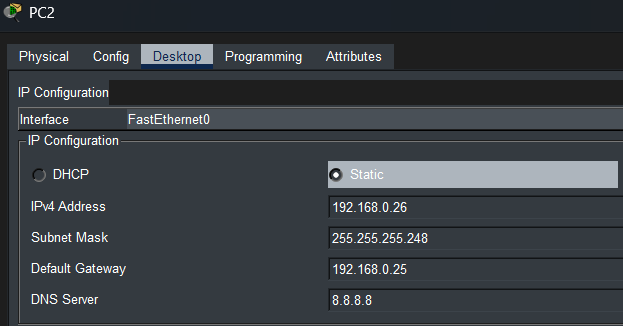 PC2
Physical Config Desktop Programming Attributes
IP Configuration
Interface FastEthernet0
IP Configuration
DHCP Static
IPv4 Address 192.168.0.26
Subnet Mask 255.255.255.248
Default Gateway 192.168.0.25
DNS Server 8.8.8.8